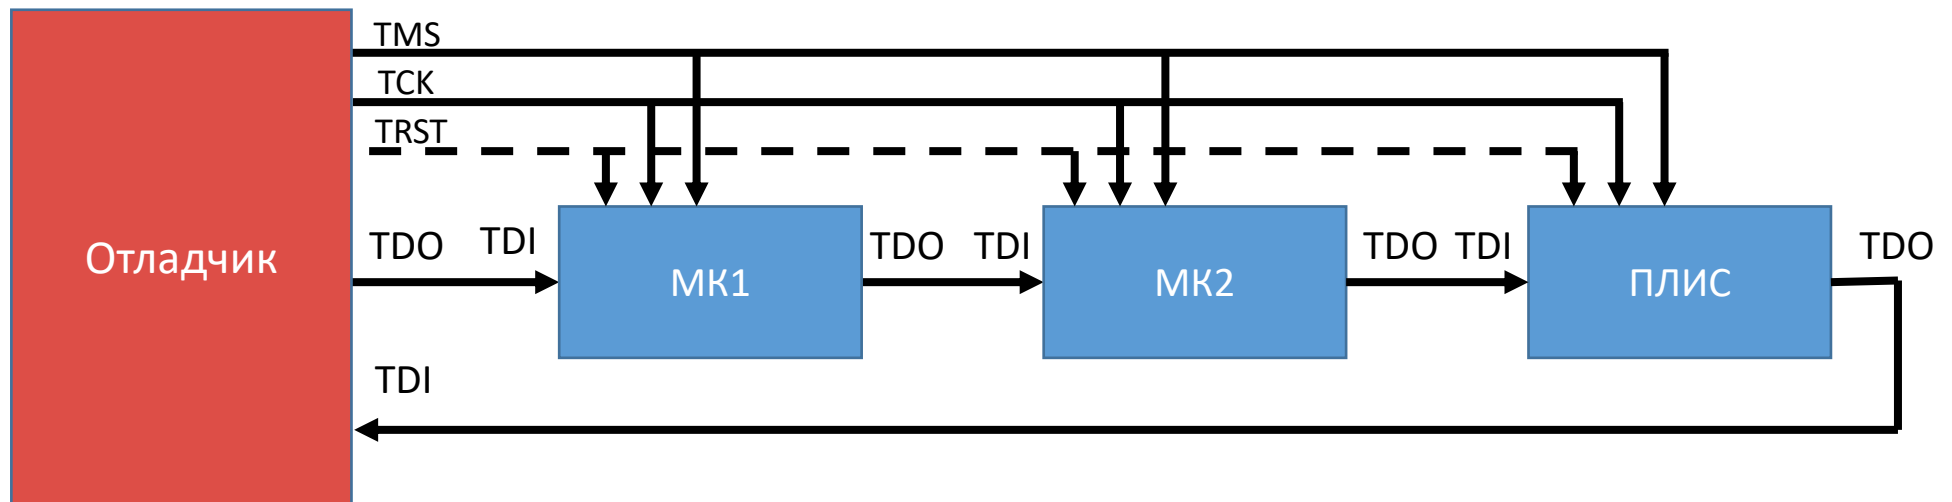 TMS
TCK
TRST
Отладчик
TDO TDI
МК1
TDO TDI
МК2
TDO TDI
ПЛИС
TDO
TDI